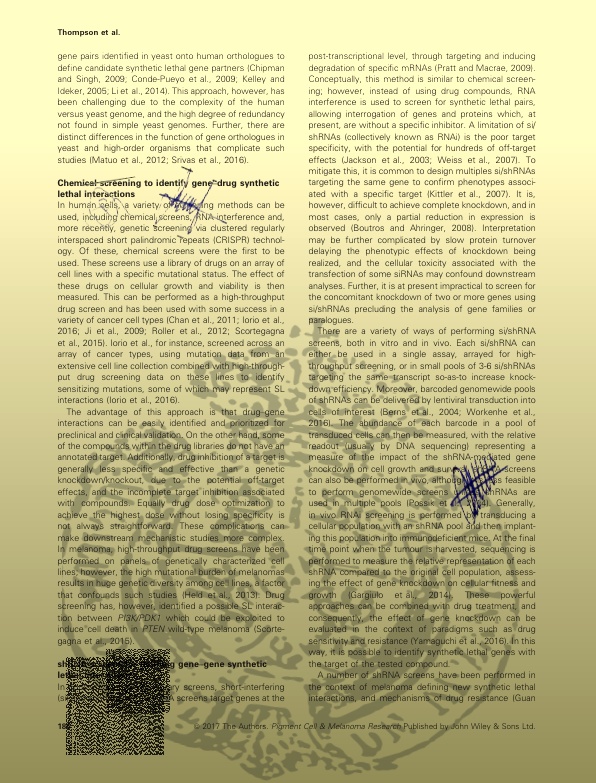 Thompson et al.
gene pairs identified in yeast onto human orthologues to
define candidate synthetic lethal gene partners (Chipman
and Singh, 2009; Conde-Pueyo et al., 2009; Kelley and
Ideker, 2005; Li et al., 2014). This approach, however, has
been challenging due to the complexity of the human
versus yeast genome, and the high degree of redundancy
not found in simple yeast genomes. Further, there are
distinct differences in the function of gene orthologues in
yeast and high-order organisms that complicate such
studies (Matuo et al., 2012; Srivas et al., 2016).
Chemical screening to identify gene–drug synthetic
lethal interactions
In human cells, a variety of screening methods can be
used, including chemical screens, RNA interference and,
more recently, genetic screening via clustered regularly
interspaced short palindromic repeats (CRISPR) technol-
ogy. Of these, chemical screens were the first to be
used. These screens use a library of drugs on an array of
cell lines with a specific mutational status. The effect of
these drugs on cellular growth and viability is then
measured. This can be performed as a high-throughput
drug screen and has been used with some success in a
variety of cancer cell types (Chan et al., 2011; Iorio et al.,
2016; Ji et al., 2009; Roller et al., 2012; Scortegagna
et al., 2015). Iorio et al., for instance, screened across an
array of cancer types, using mutation data from an
extensive cell line collection combined with high-through-
put drug screening data on these lines to identify
sensitizing mutations, some of which may represent SL
interactions (Iorio et al., 2016).
The advantage of this approach is that drug–gene
interactions can be easily identified and prioritized for
preclinical and clinical validation. On the other hand, some
of the compounds within the drug libraries do not have an
annotated target. Additionally, drug inhibition of a target is
generally less specific and effective than a genetic
knockdown/knockout, due to the potential off-target
effects, and the incomplete target inhibition associated
with compounds. Equally drug dose optimization to
achieve the highest dose without losing specificity is
not always straightforward. These complications can
make downstream mechanistic studies more complex.
In melanoma, high-throughput drug screens have been
performed on panels of genetically characterized cell
lines; however, the high mutational burden of melanomas
results in huge genetic diversity among cell lines, a factor
that confounds such studies (Held et al., 2013). Drug
screening has, however, identified a possible SL interac-
tion between PI3K/PDK1 which could be exploited to
induce cell death in PTEN wild-type melanoma (Scorte-
gagna et al., 2015).
gene–gene synthetic
screens, short-interfering
screens target genes at the
post-transcriptional level, through targeting and inducing
degradation of specific mRNAs (Pratt and Macrae, 2009).
Conceptually, this method is similar to chemical screen-
ing; however, instead of using drug compounds, RNA
interference is used to screen for synthetic lethal pairs,
allowing interrogation of genes and proteins which, at
present, are without a specific inhibitor. A limitation of si/
shRNAs (collectively known as RNAi) is the poor target
specificity, with the potential for hundreds of off-target
effects (Jackson et al., 2003; Weiss et al., 2007). To
mitigate this, it is common to design multiples si/shRNAs
targeting the same gene to confirm phenotypes associ-
ated with a specific target (Kittler et al., 2007). It is,
however, difficult to achieve complete knockdown, and in
most cases, only a partial reduction in expression is
observed (Boutros and Ahringer, 2008). Interpretation
may be further complicated by slow protein turnover
delaying the phenotypic effects of knockdown being
realized, and the cellular toxicity associated with the
transfection of some siRNAs may confound downstream
analyses. Further, it is at present impractical to screen for
the concomitant knockdown of two or more genes using
si/shRNAs precluding the analysis of gene families or
paralogues.
There are a variety of ways of performing si/shRNA
screens, both in vitro and in vivo. Each si/shRNA can
either be used in a single assay, arrayed for high-
throughput screening, or in small pools of 3-6 si/shRNAs
targeting the same transcript so-as-to increase knock-
down efficiency. Moreover, barcoded genomewide pools
of shRNAs can be delivered by lentiviral transduction into
cells of interest (Berns et al., 2004; Workenhe et al.,
2016). The abundance of each barcode in a pool of
transduced cells can then be measured, with the relative
readout (usually by DNA sequencing) representing a
measure of the impact of the shRNA-mediated gene
knockdown on cell growth and survival. shRNA screens
can also be performed in vivo, although it is feasible
to perform genomewide screens shRNAs are
used in multiple pools (Possik et al., 2014). Generally,
in vivo RNA screening is performed by transducing a
cellular population with an shRNA pool and then implant-
ing this population into immunodeficient mice. At the final
time point when the tumour is harvested, sequencing is
performed to measure the relative representation of each
shRNA compared to the original cell population, assess-
ing the effect of gene knockdown on cellular fitness and
growth (Gargiulo et al., 2014). These powerful
approaches can be combined with drug treatment, and
consequently, the effect of gene knockdown can be
evaluated in the context of paradigms such as drug
sensitivity and resistance (Yamaguchi et al., 2016). In this
way, it is possible to identify synthetic lethal genes with
the target of the tested compound.
A number of shRNA screens have been performed in
the context of melanoma defining new synthetic lethal
interactions, and mechanisms of drug resistance (Guan
© 2017 The Authors. Pigment Cell & Melanoma Research Published by John Wiley & Sons Ltd.